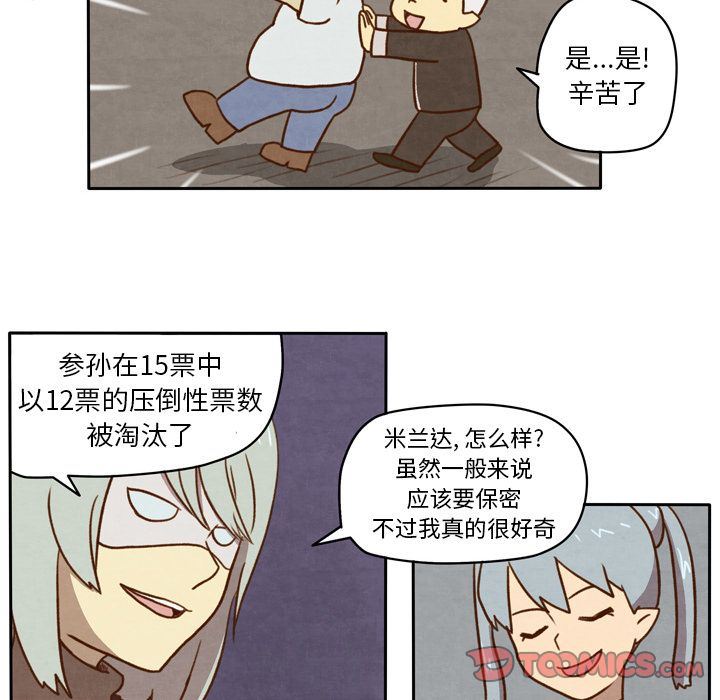 是...是!
辛苦了
参孙在15票中
以12票的压倒性票数
被淘汰了
米兰达, 怎么样?
虽然一般来说
应该要保密
不过我真的很好奇
TOOMICS.COM